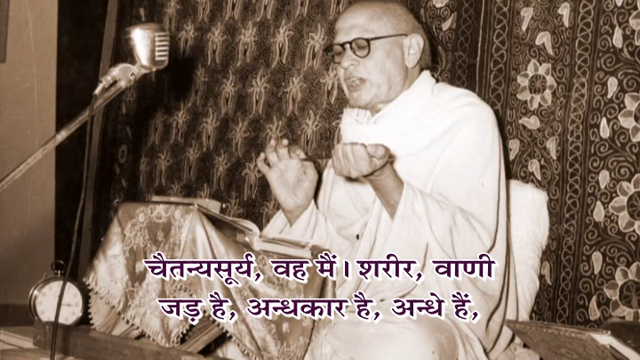 चैतन्यसूर्य, वह मैं। शरीर, वाणी
जड़ है, अन्धकार है, अन्धे हैं,